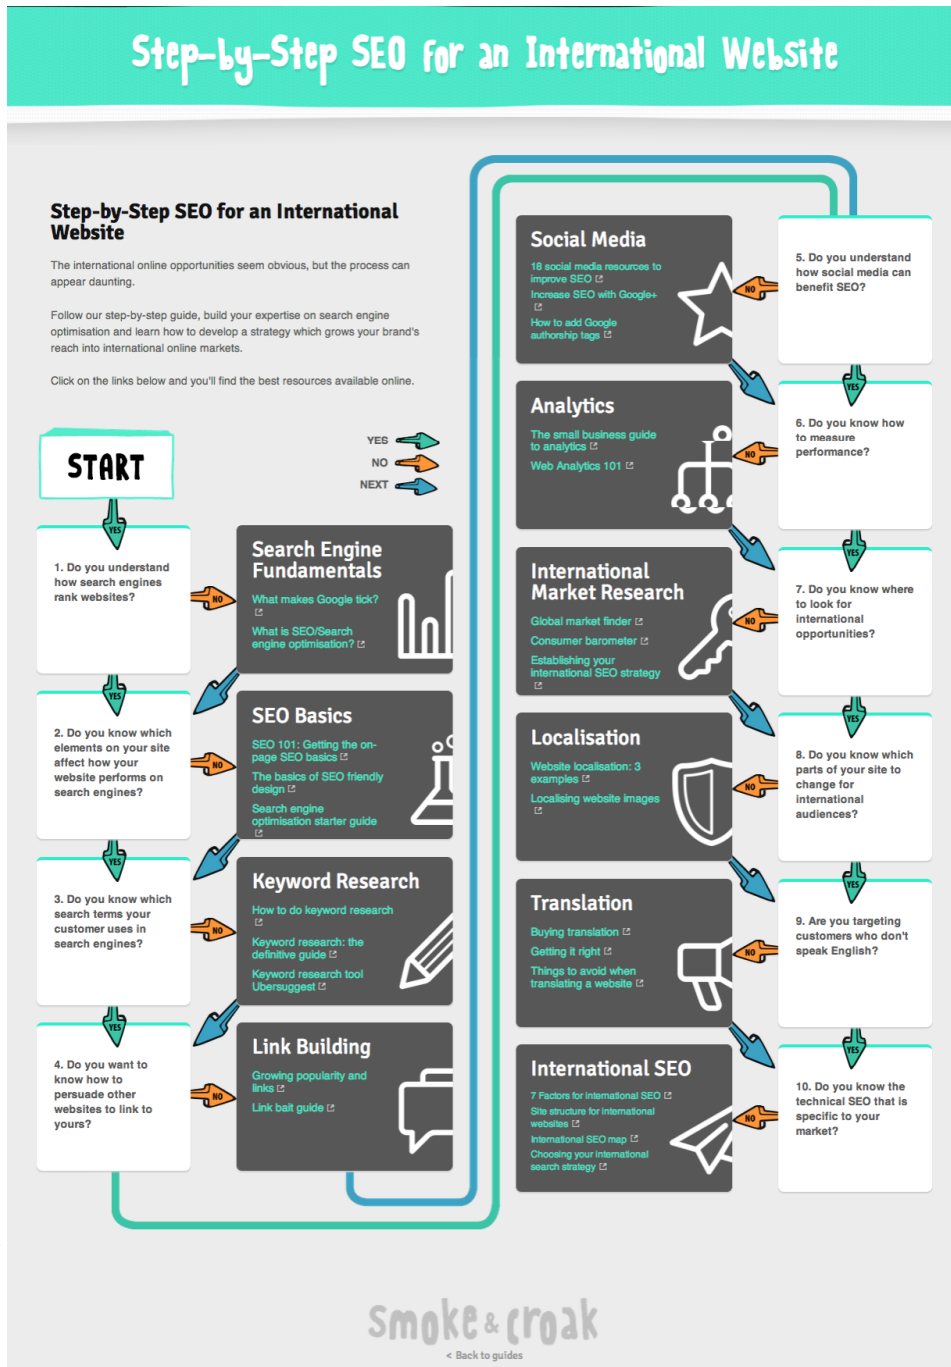 Step-by-Step SEO for an International Website
Step-by-Step SEO for an International
Website
The international online opportunities seem obvious, but the process can
appear daunting.
Follow our step-by-step guide, build your expertise on search engine
optimisation and learn how to develop a strategy which grows your brand's
reach into international online markets.
Click on the links below and you'll find the best resources available online.
START
YES
NO
NEXT
YES
1. Do you understand
how search engines
rank websites?
NO
Search Engine
Fundamentals
What makes Google tick?
What is SEO/Search
engine optimisation?
YES
2. Do you know which
elements on your site
affect how your
website performs on
search engines?
NO
SEO Basics
SEO 101: Getting the on-
page SEO basics
The basics of SEO friendly
design
Search engine
optimisation starter guide
YES
3. Do you know which
search terms your
customer uses in
search engines?
NO
Keyword Research
How to do keyword research
Keyword research: the
definitive guide
Keyword research tool
Ubersuggest
YES
4. Do you want to
know how to
persuade other
websites to link to
yours?
NO
Link Building
Growing popularity and
links
Link bait guide
5. Do you understand
how social media can
benefit SEO?
NO
Social Media
18 social media resources to
improve SEO
Increase SEO with Google+
How to add Google
authorship tags
YES
6. Do you know how
to measure
performance?
NO
Analytics
The small business guide
to analytics
Web Analytics 101
YES
7. Do you know where
to look for
international
opportunities?
NO
International
Market Research
Global market finder
Consumer barometer
Establishing your
international SEO strategy
YES
8. Do you know which
parts of your site to
change for
international
audiences?
NO
Localisation
Website localisation: 3
examples
Localising website images
YES
9. Are you targeting
customers who don't
speak English?
NO
Translation
Buying translation
Getting it right
Things to avoid when
translating a website
YES
10. Do you know the
technical SEO that is
specific to your
market?
NO
International SEO
7 Factors for International SEO
Site structure for international
websites
International SEO map
Choosing your international
search strategy
smoke & croak
< Back to guides